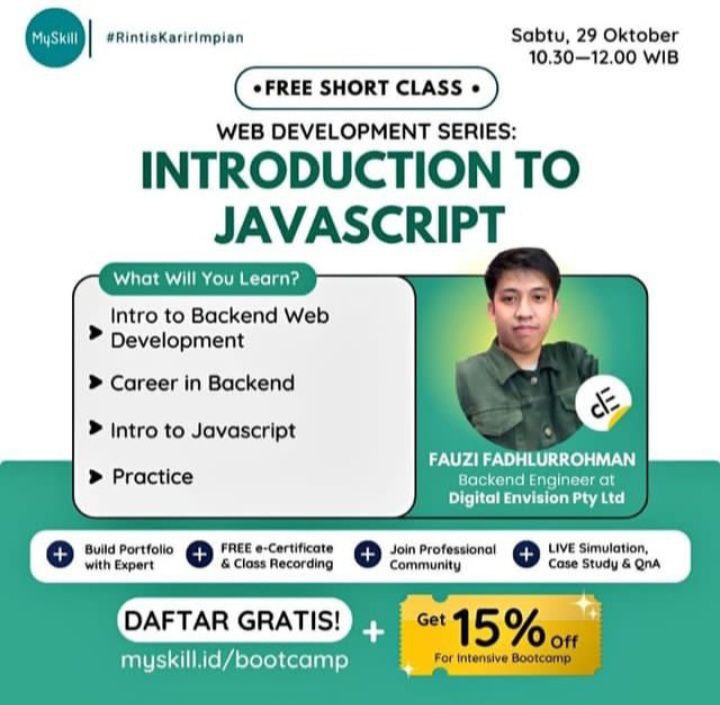 MySkill
#RintisKarirImpian
Sabtu, 29 Oktober
10.30—12.00 WIB
• FREE SHORT CLASS •
WEB DEVELOPMENT SERIES:
INTRODUCTION TO
JAVASCRIPT
What Will You Learn?
Intro to Backend Web
Development
Career in Backend
Intro to Javascript
Practice
dE
FAUZI FADHLURROHMAN
Backend Engineer at
Digital Envision Pty Ltd
Build Portfolio
with Expert
FREE e-Certificate
& Class Recording
Join Professional
Community
LIVE Simulation,
Case Study & QnA
DAFTAR GRATIS!
myskill.id/bootcamp
+
Get 15% Off
For Intensive Bootcamp